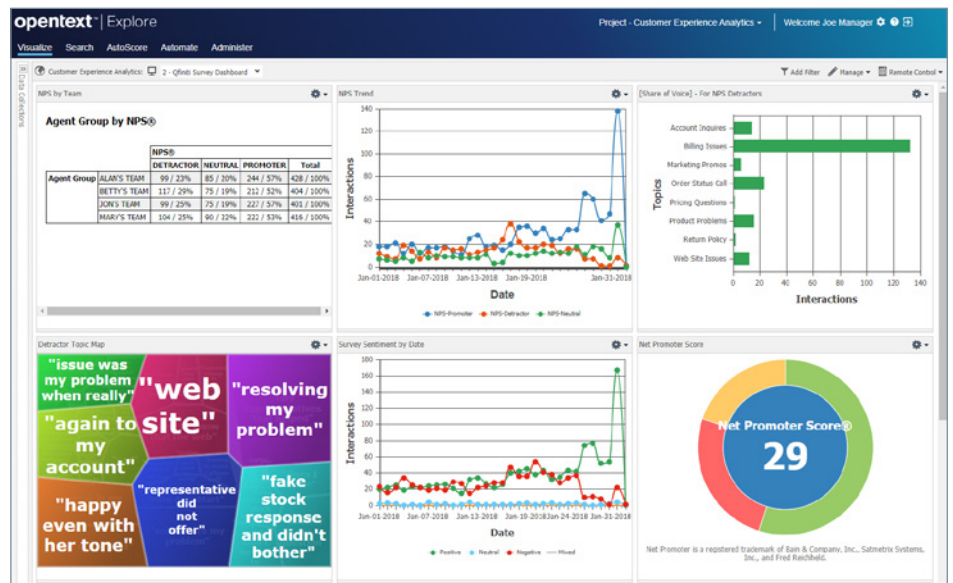 opentext™ | Explore
Project - Customer Experience Analytics
Welcome Joe Manager
Visualize Search AutoScore Automate Administer
Customer Experience Analytics: 2 - Qfiniti Survey Dashboard
Add Filter Manage Remote Control
Data Collections
NPS by Team
Agent Group by NPS®
NPS®
DETRACTOR NEUTRAL PROMOTER Total
Agent Group ALAN'S TEAM 99 / 23% 85 / 20% 244 / 57% 428 / 100%
BETTY'S TEAM 117 / 29% 75 / 19% 212 / 52% 404 / 100%
JON'S TEAM 99 / 25% 75 / 19% 227 / 57% 401 / 100%
MARY'S TEAM 104 / 25% 90 / 22% 222 / 53% 416 / 100%
NPS Trend
140
120
100
80
60
40
20
0
Interactions
Jan-01-2018 Jan-07-2018 Jan-13-2018 Jan-19-2018 Jan-31-2018
Date
NPS-Promoter NPS-Detractor NPS-Neutral
[Share of Voice] - For NPS Detractors
Topics
Account Inquires
Billing Issues
Marketing Promos
Order Status Call
Pricing Questions
Product Problems
Return Policy
Web Site Issues
0 20 40 60 80 100 120 140
Interactions
Detractor Topic Map
"issue was
my problem
when really"
"web
site"
"resolving
my
problem"
"again to
my
account"
"happy
even with
her tone"
"representative
did
not
offer"
"fake
stock
response
and didn't
bother"
Survey Sentiment by Date
180
160
140
120
100
80
60
40
20
0
Interactions
Jan-01-2018 Jan-07-2018 Jan-13-2018 Jan-19-2018 Jan-24-2018 Jan-31-2018
Date
Positive Neutral Negative Mixed
Net Promoter Score
Net Promoter Score®
29
Net Promoter is a registered trademark of Bain & Company, Inc., Satmetrix Systems,
Inc., and Fred Reichheld.